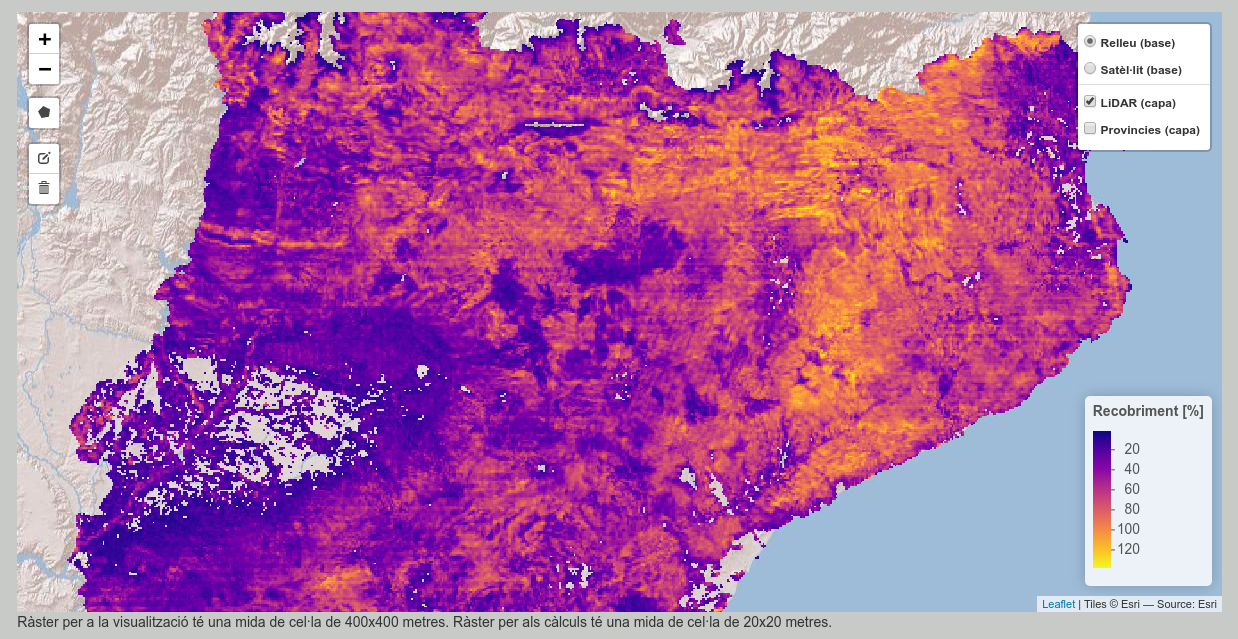 +
−
Relleu (base)
Satèl·lit (base)
LiDAR (capa)
Províncies (capa)
Recobriment [%]
20
40
60
80
100
120
Leaflet | Tiles © Esri — Source: Esri
Ràster per a la visualització té una mida de cel·la de 400x400 metres. Ràster per als càlculs té una mida de cel·la de 20x20 metres.